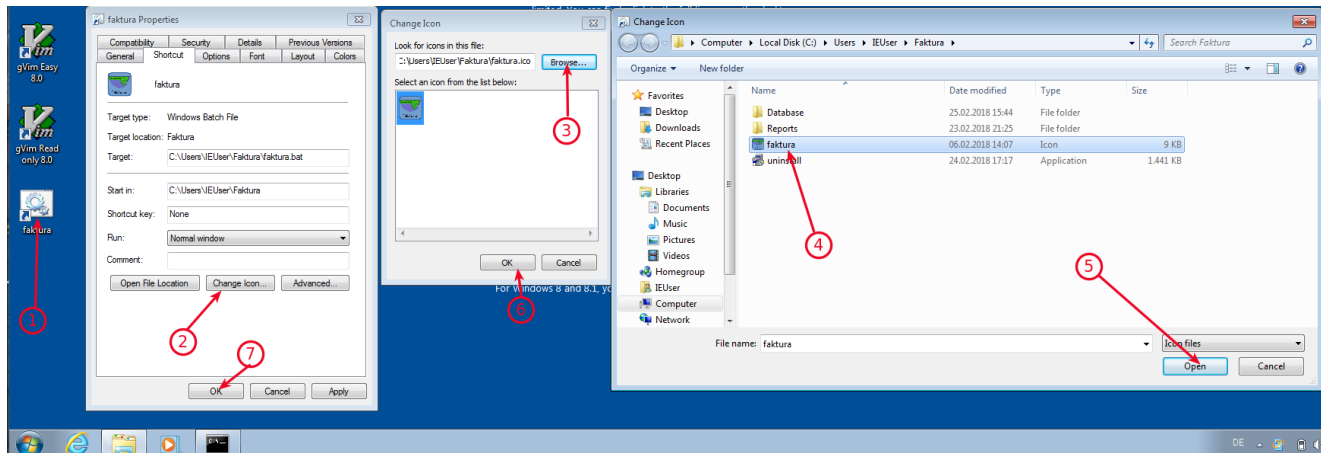 gVim Easy
8.0
gVim Read
only 8.0
faktura
1
faktura Properties
Compatibility Security Details Previous Versions
General Shortcut Options Font Layout Colors
faktura
Target type: Windows Batch File
Target location: Faktura
Target: C:\Users\IEUser\Faktura\faktura.bat
Start in: C:\Users\IEUser\Faktura
Shortcut key: None
Run: Normal window
Comment:
Open File Location Change Icon... Advanced...
2
7
OK Cancel Apply
Change Icon
Look for icons in this file:
:\Users\IEUser\Faktura\faktura.ico Browse...
Select an icon from the list below:
3
OK Cancel
For Windows 8 and 8.1, yo
6
Change Icon
Computer Local Disk (C:) Users IEUser Faktura
Search Faktura
Organize New folder
Favorites
Desktop
Downloads
Recent Places
Desktop
Libraries
Documents
Music
Pictures
Videos
Homegroup
IEUser
Computer
Network
Name Date modified Type Size
Database 25.02.2018 15:44 File folder
Reports 23.02.2018 21:25 File folder
faktura 06.02.2018 14:07 Icon 9 KB
uninstall 24.02.2018 17:17 Application 1.441 KB
4
5
File name: faktura Icon files
Open Cancel
DE